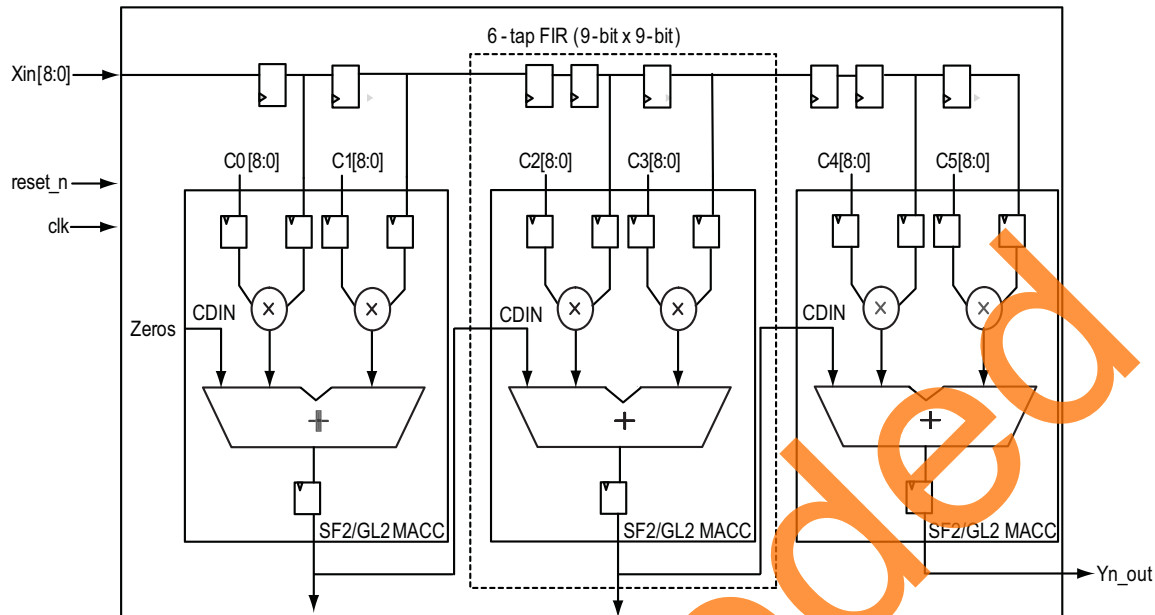 6-tap FIR (9-bit x 9-bit)
Xin[8:0]
C0[8:0] C1[8:0] C2[8:0] C3[8:0] C4[8:0] C5[8:0]
reset_n
clk
X X X X X X
CDIN CDIN CDIN
Zeros
+ + +
SF2/GL2 MACC SF2/GL2 MACC SF2/GL2 MACC
Yn_out
ded